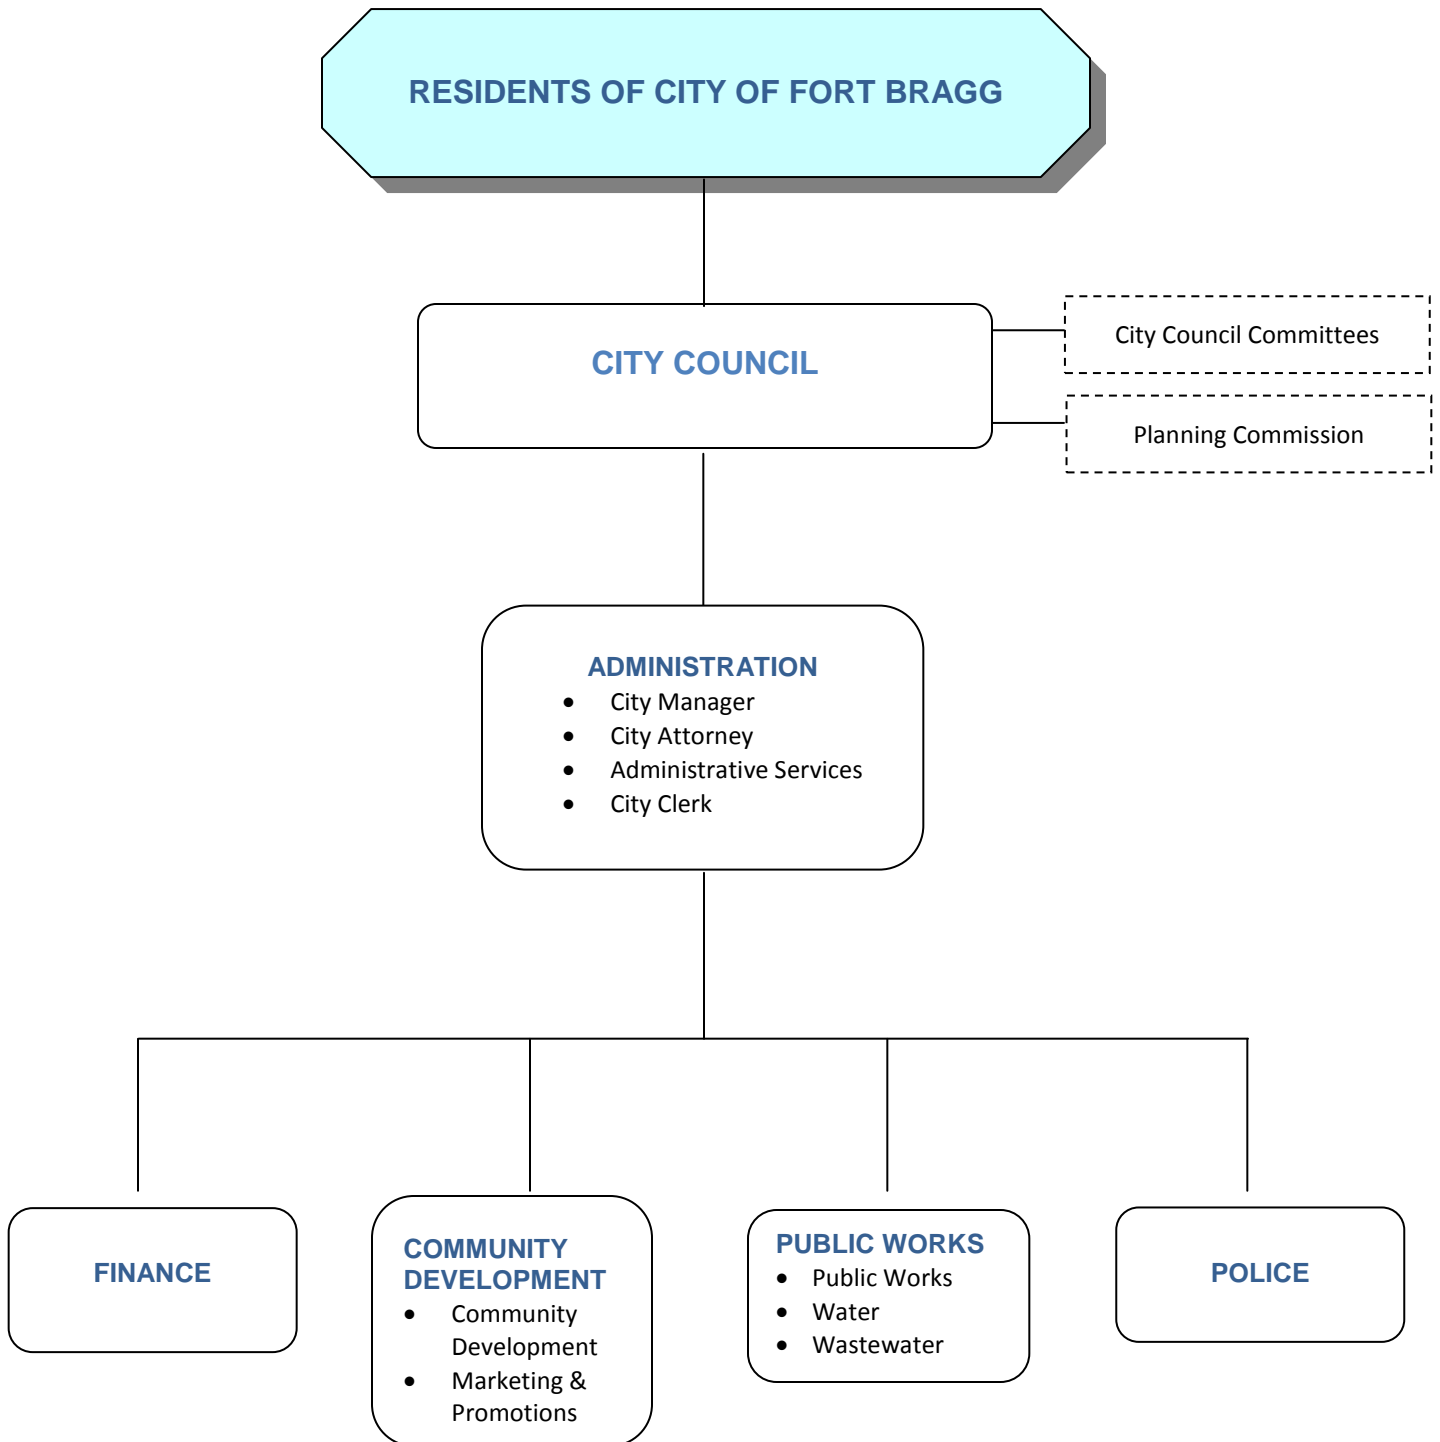 RESIDENTS OF CITY OF FORT BRAGG
CITY COUNCIL
City Council Committees
Planning Commission
ADMINISTRATION
• City Manager
• City Attorney
• Administrative Services
• City Clerk
FINANCE
COMMUNITY
DEVELOPMENT
• Community
Development
• Marketing &
Promotions
PUBLIC WORKS
• Public Works
• Water
• Wastewater
POLICE